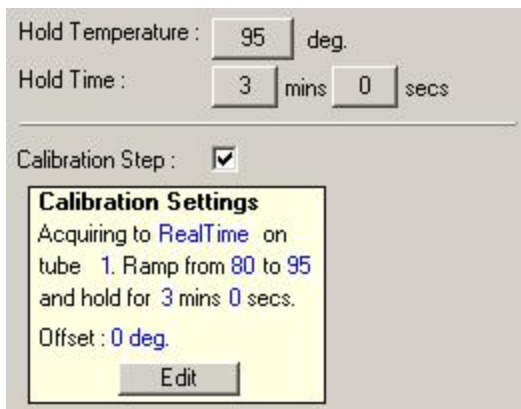 Hold Temperature : 95 deg.
Hold Time : 3 mins 0 secs
Calibration Step :
Calibration Settings
Acquiring to RealTime on
tube 1. Ramp from 80 to 95
and hold for 3 mins 0 secs.
Offset : 0 deg.
Edit